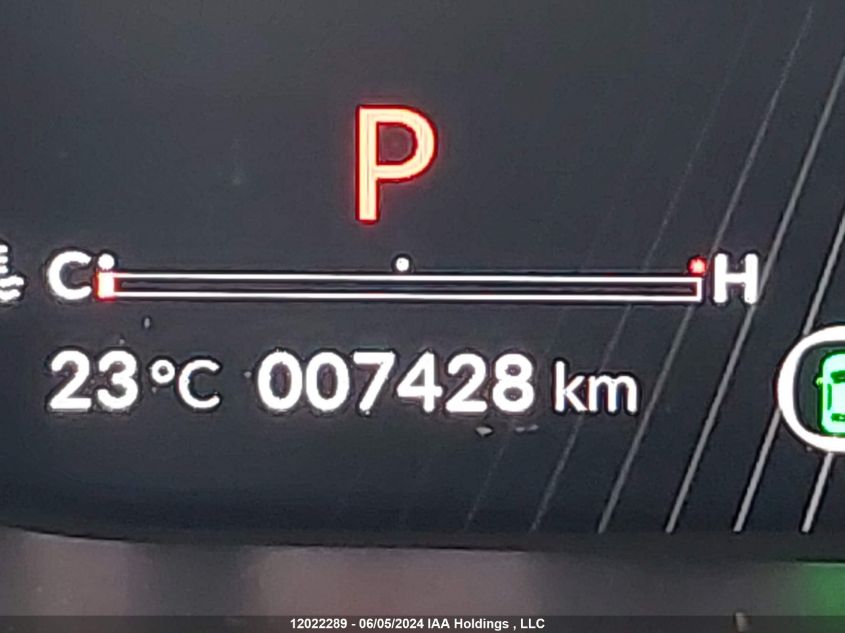 P
C H
23 °C 007428 km
12022289 - 06/05/2024 IAA Holdings , LLC